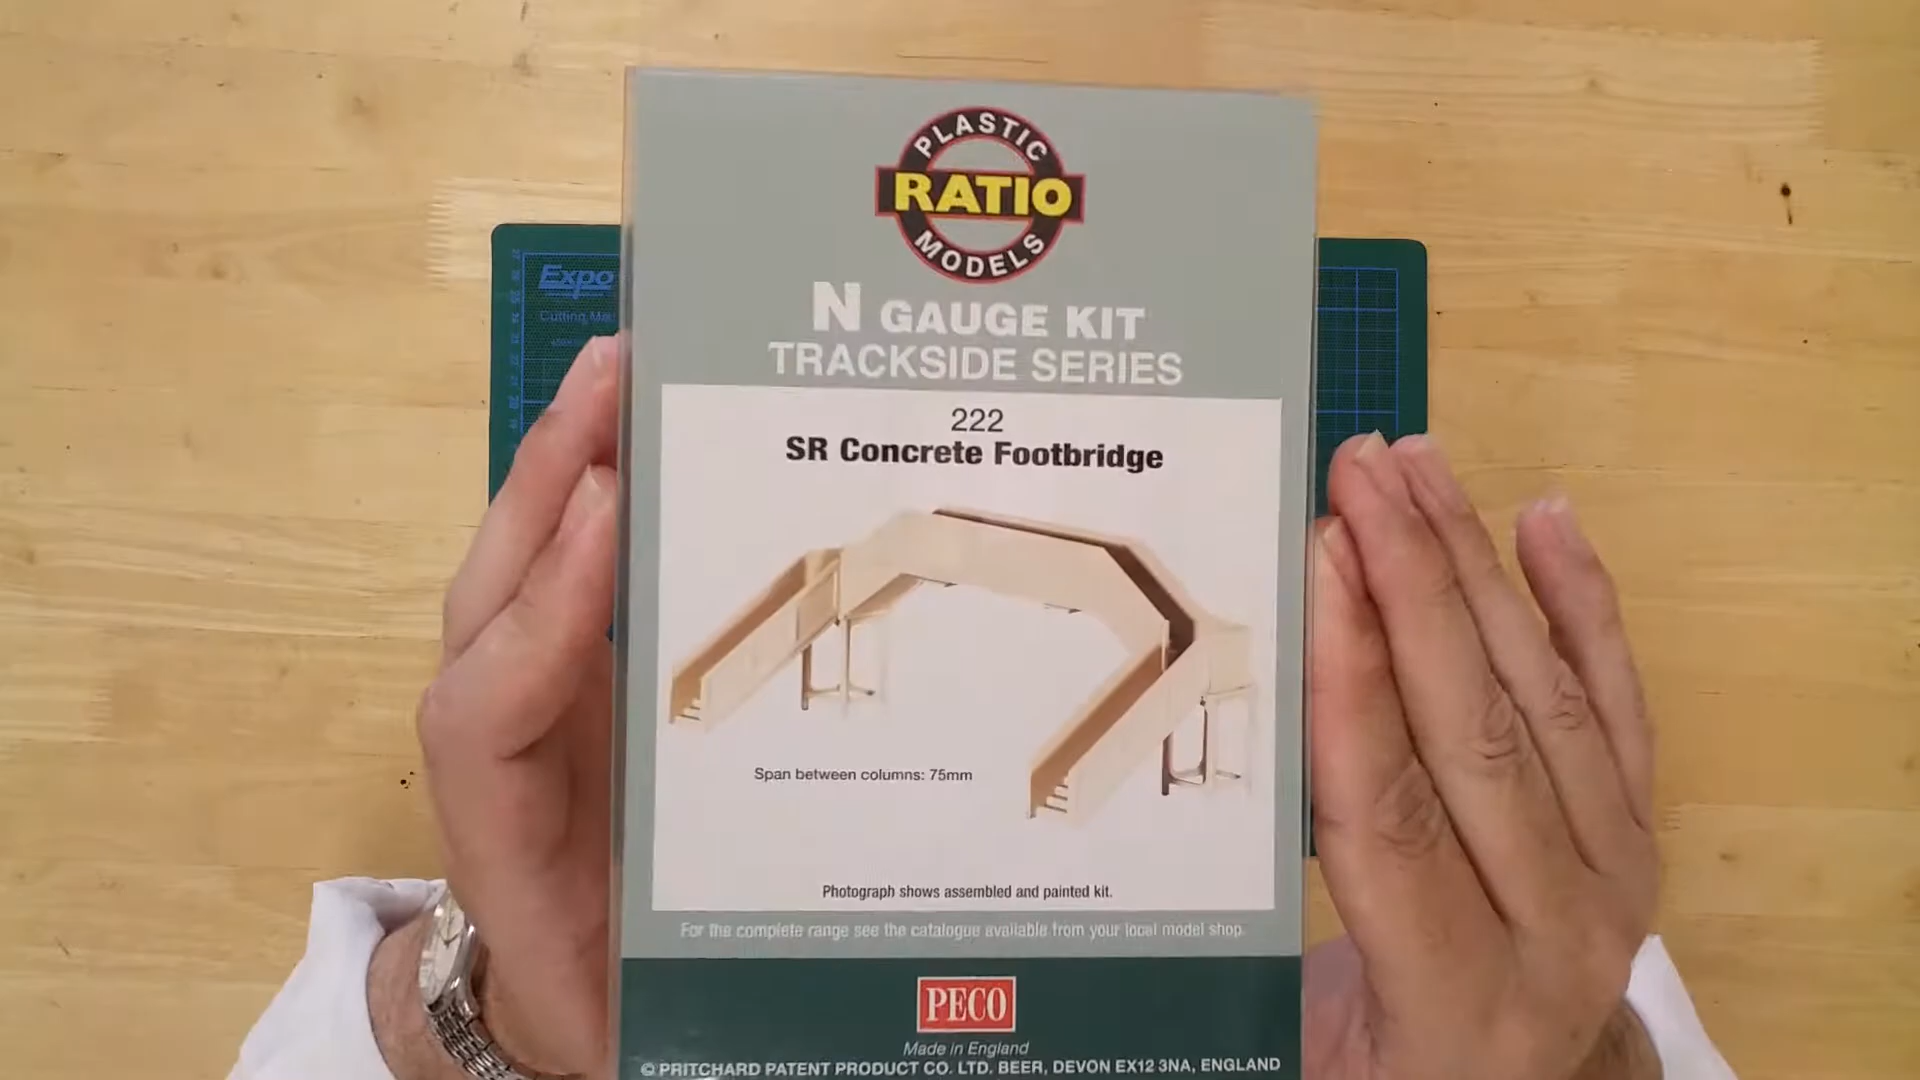 PLASTIC
RATIO
MODELS
N GAUGE KIT
TRACKSIDE SERIES
Expo
222
SR Concrete Footbridge
Span between columns: 75mm
Photograph shows assembled and painted kit.
For the complete range see the catalogue available from your local model shop.
PECO
Made in England
© PRITCHARD PATENT PRODUCT CO. LTD. BEER, DEVON EX12 3NA, ENGLAND